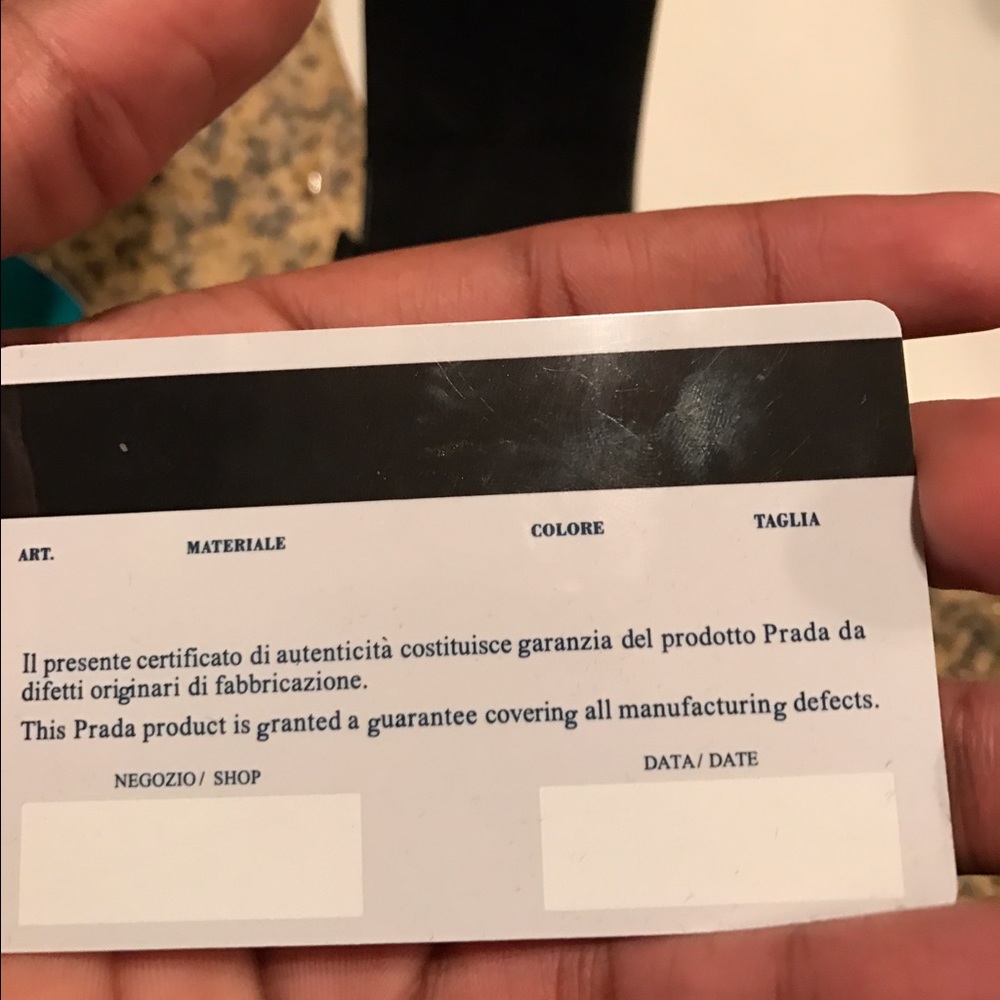 ART. MATERIALE COLORE TAGLIA
Il presente certificato di autenticità costituisce garanzia del prodotto Prada da
difetti originari di fabbricazione.
This Prada product is granted a guarantee covering all manufacturing defects.
NEGOZIO/ SHOP DATA/ DATE